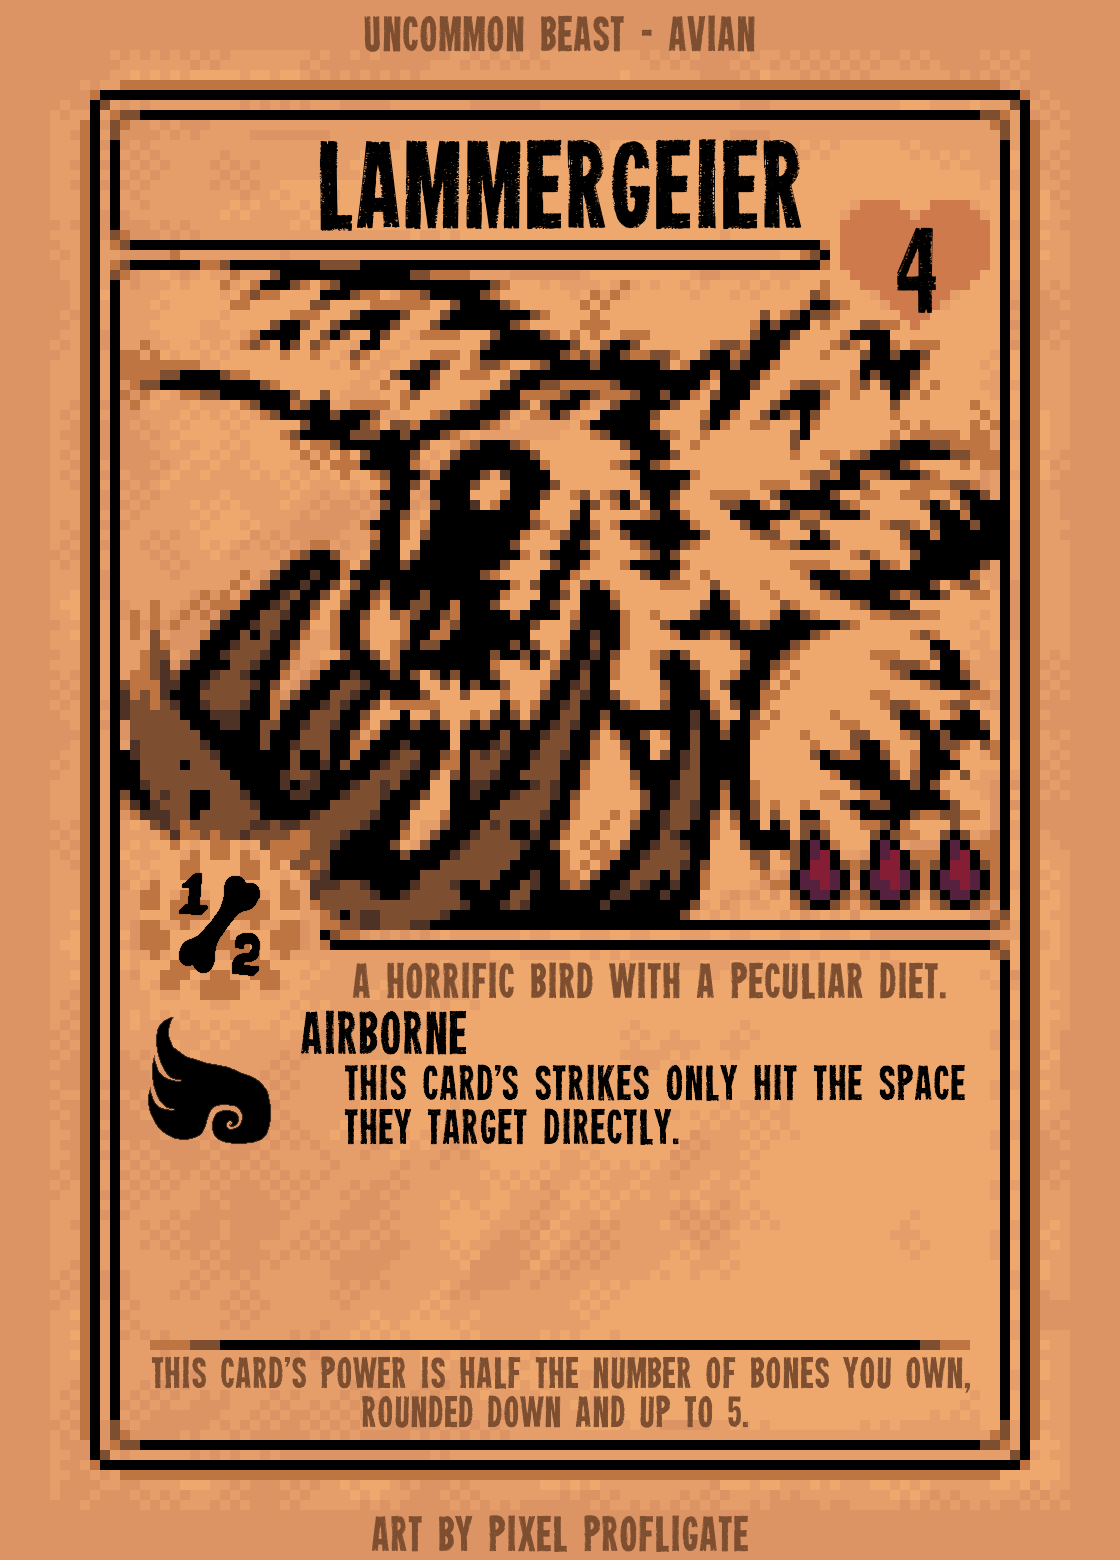 UNCOMMON BEAST - AVIAN
LAMMERGEIER
4
1
2
A HORRIFIC BIRD WITH A PECULIAR DIET.
AIRBORNE
THIS CARD'S STRIKES ONLY HIT THE SPACE
THEY TARGET DIRECTLY.
THIS CARD'S POWER IS HALF THE NUMBER OF BONES YOU OWN,
ROUNDED DOWN AND UP TO 5.
ART BY PIXEL PROFLIGATE